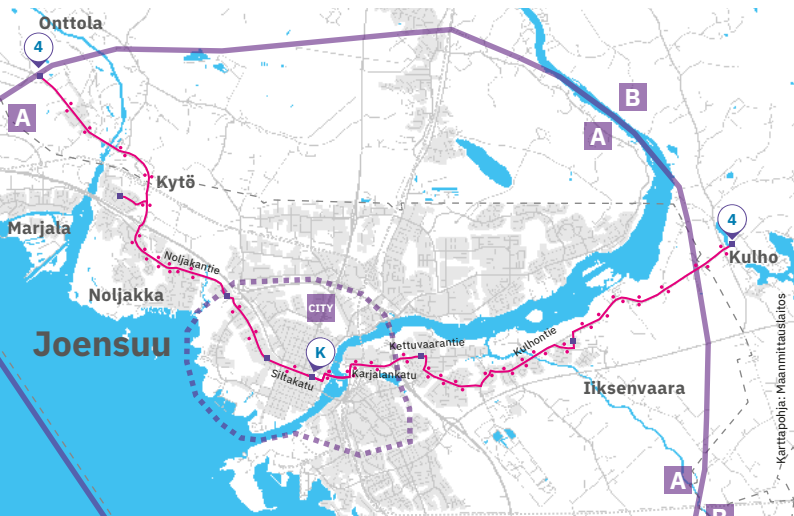 Onttola
4
A
B
A
Kytö
4
Marjala
Kulho
Noljakantie
Noljakka
CITY
Joensuu
K
Kettuvaarantie
Kulhontie
Siltakatu
Karjalankatu
Iiksenvaara
Karttapohja: Maanmittauslaitos
A
B